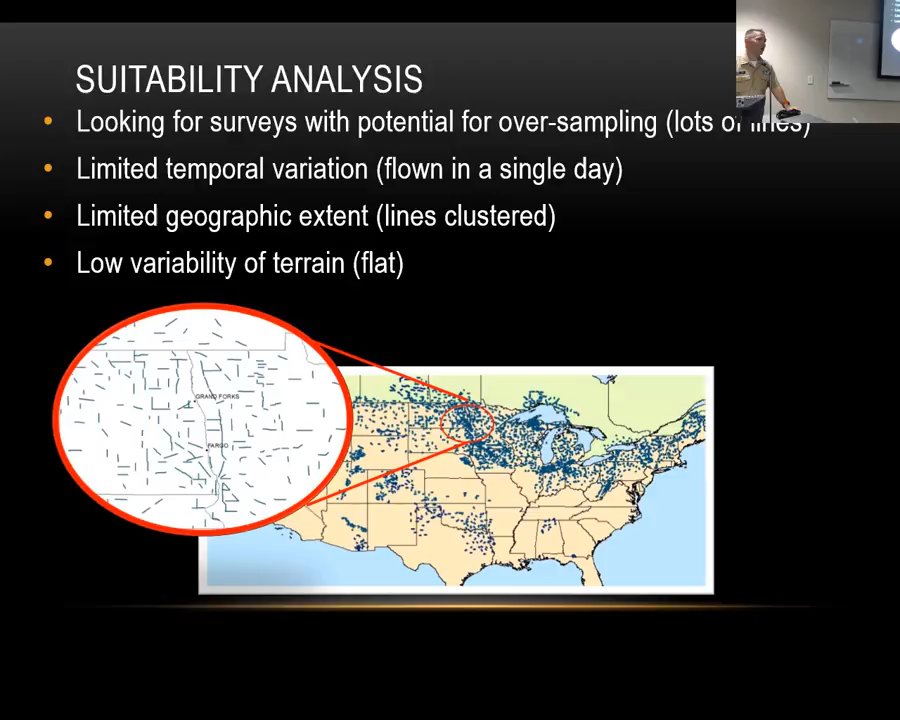 SUITABILITY ANALYSIS
• Looking for surveys with potential for over-sampling (lots of lines)
• Limited temporal variation (flown in a single day)
• Limited geographic extent (lines clustered)
• Low variability of terrain (flat)
GRAND FORKS
FARGO